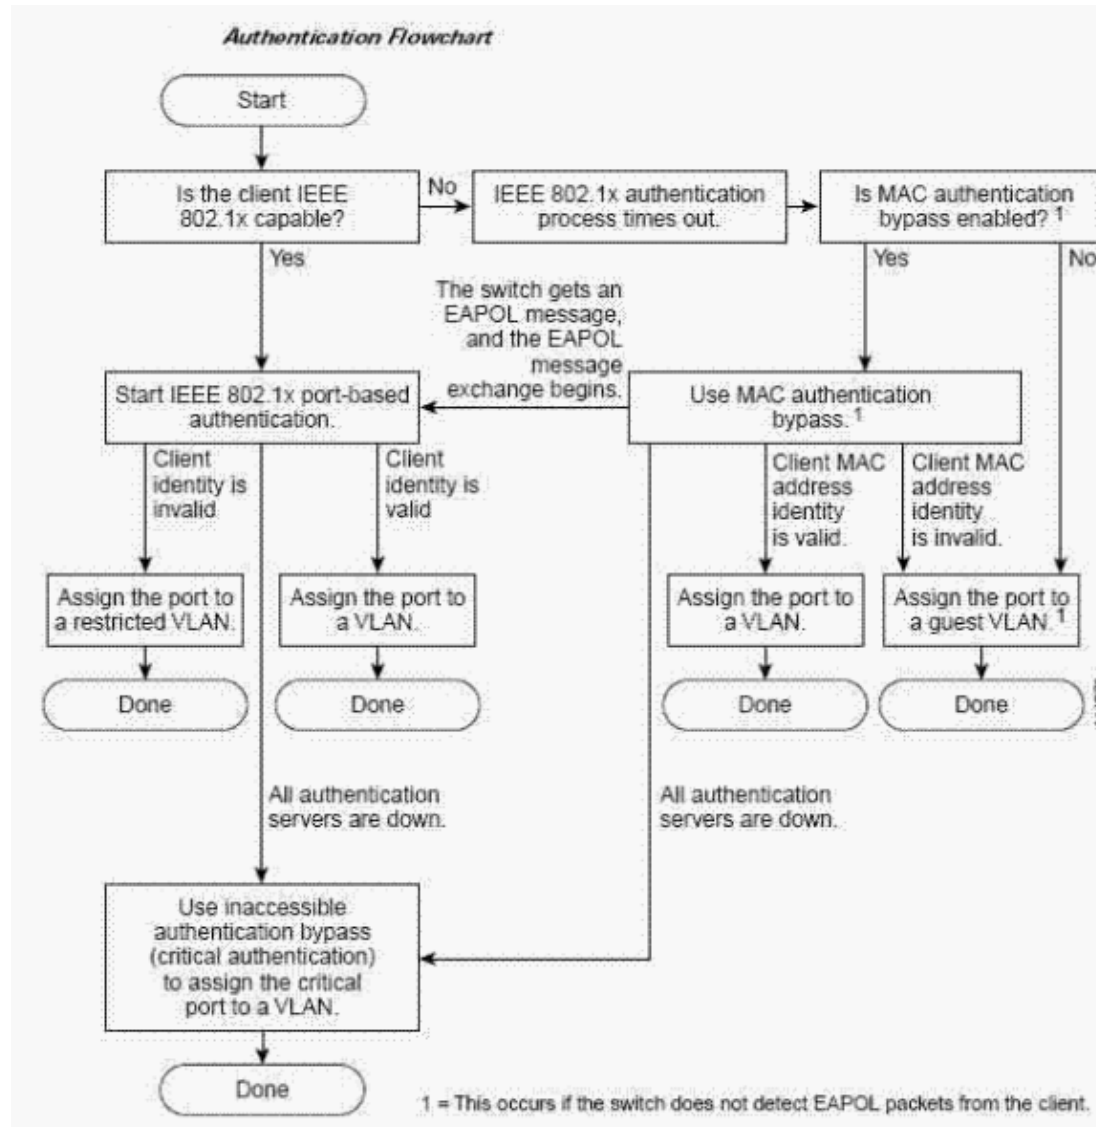 Authentication Flowchart
Start
Is the client IEEE
802.1x capable?
No
IEEE 802.1x authentication
process times out.
Is MAC authentication
bypass enabled? 1
Yes
Yes
No
The switch gets an
EAPOL message,
and the EAPOL
message
exchange begins.
Start IEEE 802.1x port-based
authentication.
Use MAC authentication
bypass. 1
Client
identity is
invalid
Client
identity is
valid
Client MAC
address
identity
is valid.
Client MAC
address
identity
is invalid.
Assign the port to
a restricted VLAN.
Assign the port to
a VLAN.
Assign the port to
a VLAN.
Assign the port to
a guest VLAN. 1
Done
Done
Done
Done
All authentication
servers are down.
All authentication
servers are down.
Use inaccessible
authentication bypass
(critical authentication)
to assign the critical
port to a VLAN.
Done
1 = This occurs if the switch does not detect EAPOL packets from the client.